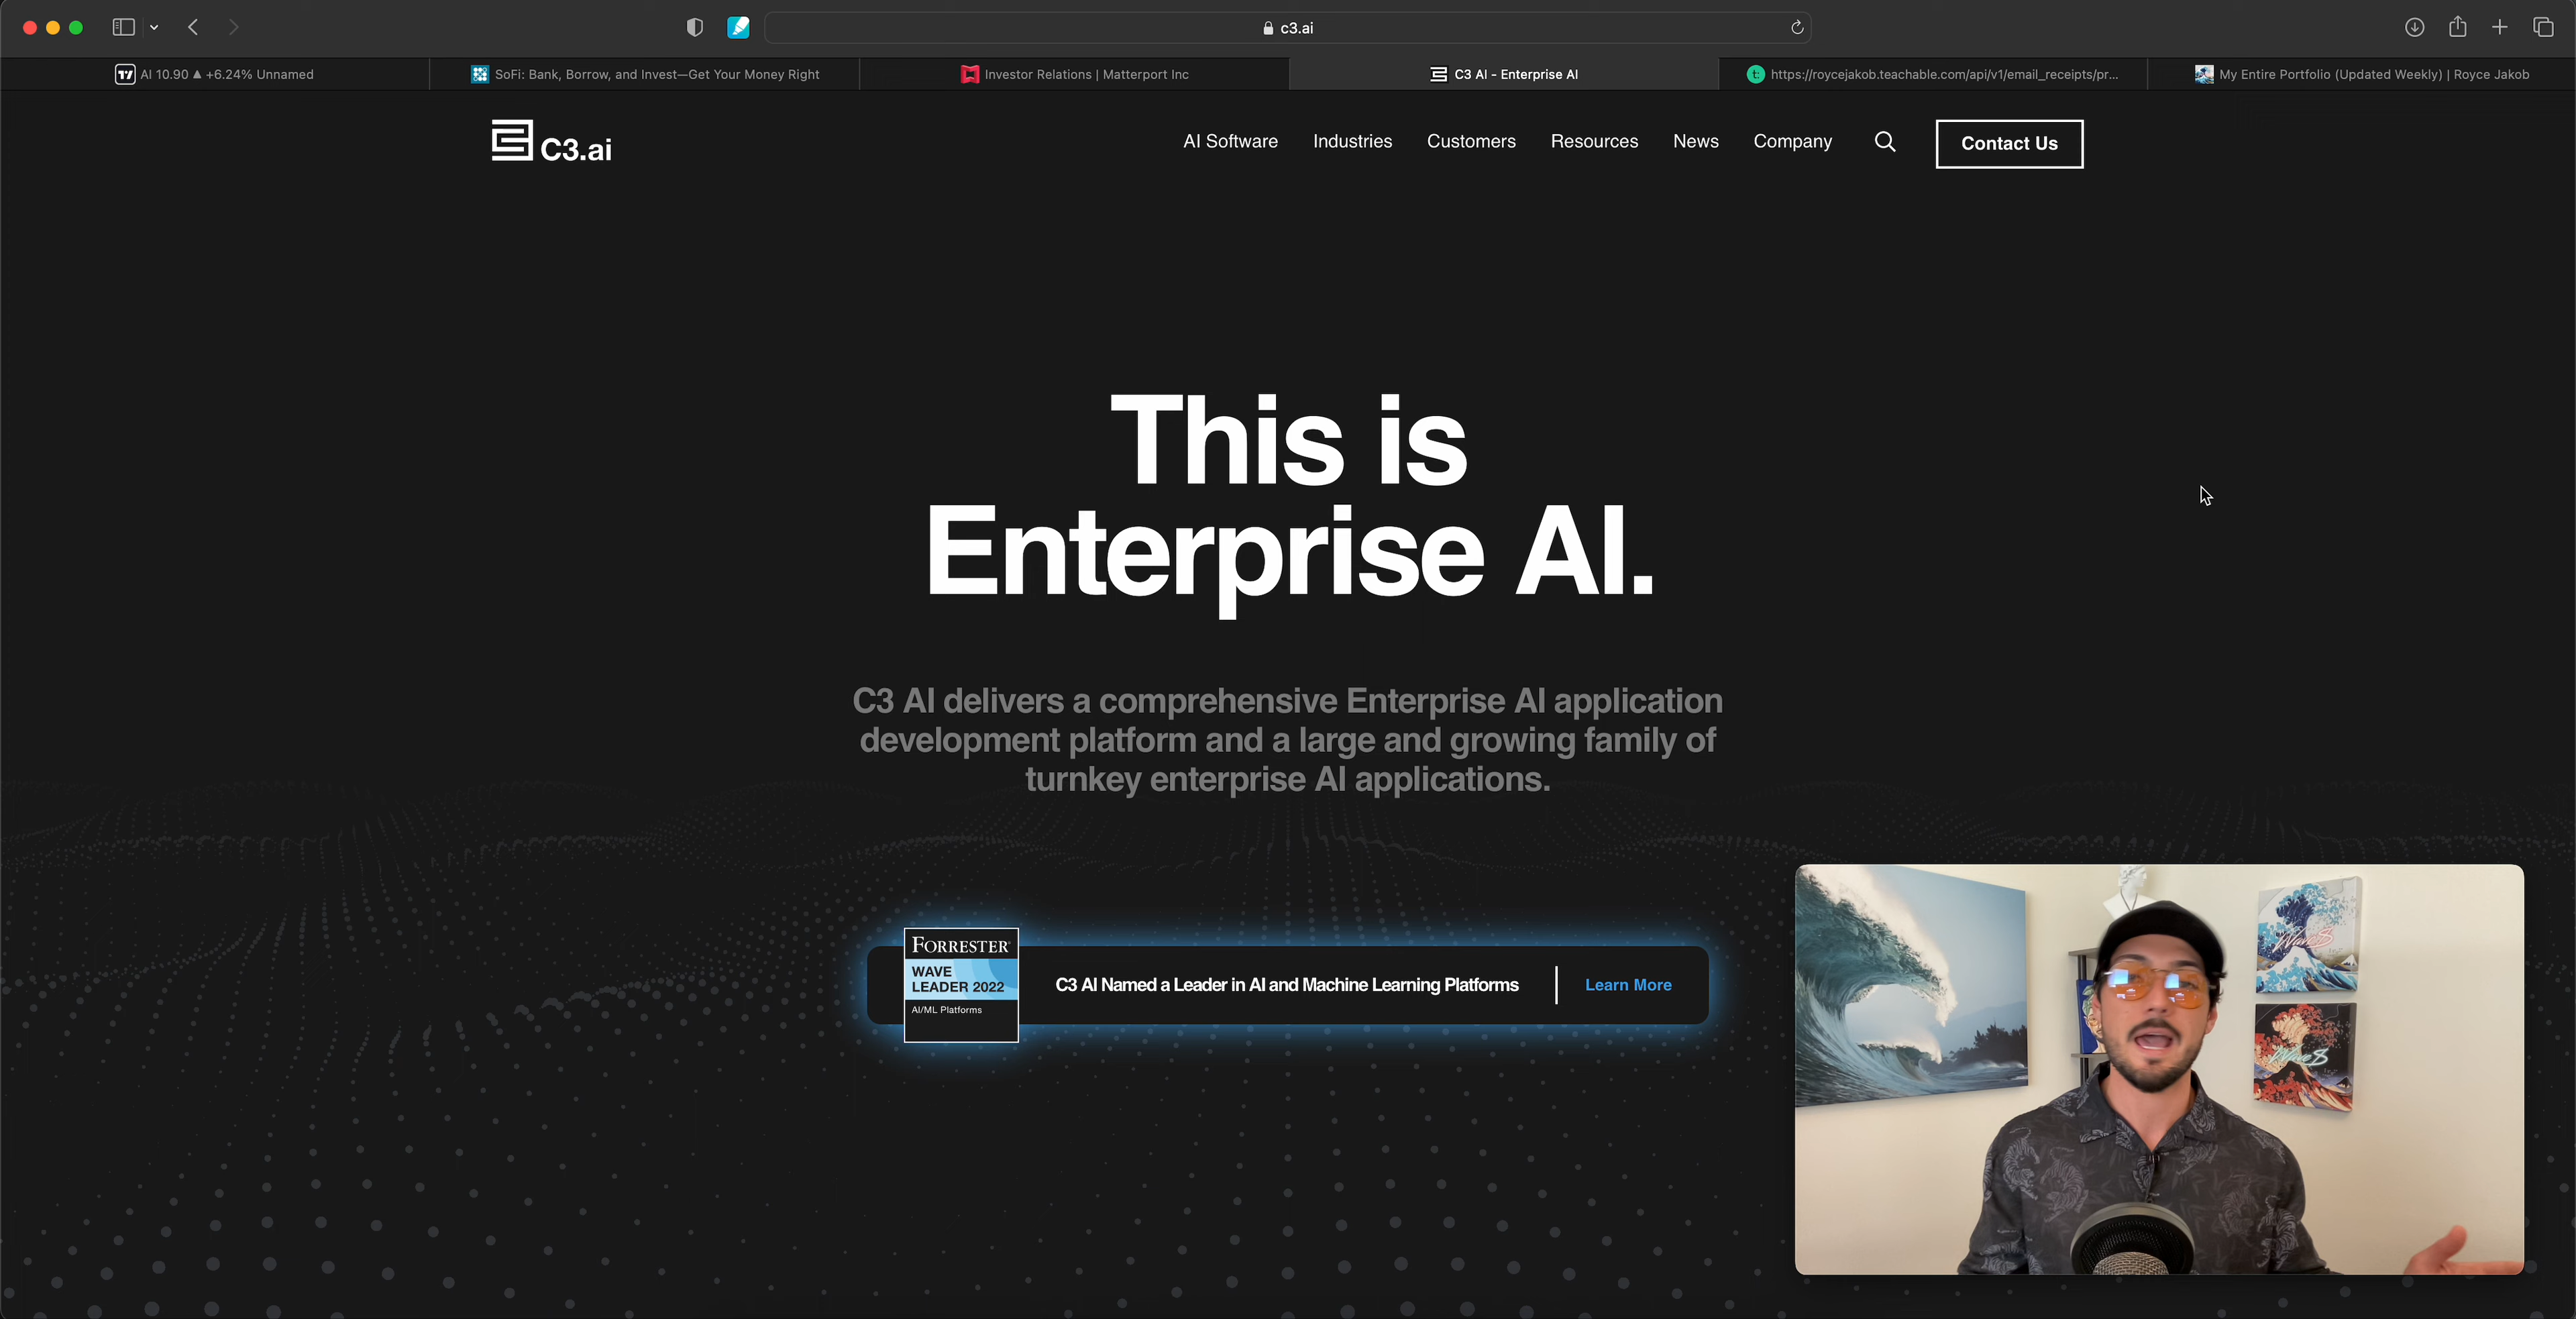 c3.ai
AI 10.90 ▲ +6.24% Unnamed
SoFi: Bank, Borrow, and Invest—Get Your Money Right
Investor Relations | Matterport Inc
C3 AI - Enterprise AI
https://roycejakob.teachable.com/api/v1/email_receipts/pr...
My Entire Portfolio (Updated Weekly) | Royce Jakob
C3.ai
AI Software
Industries
Customers
Resources
News
Company
Contact Us
This is
Enterprise AI.
C3 AI delivers a comprehensive Enterprise AI application
development platform and a large and growing family of
turnkey enterprise AI applications.
FORRESTER
WAVE
LEADER 2022
AI/ML Platforms
C3 AI Named a Leader in AI and Machine Learning Platforms
Learn More